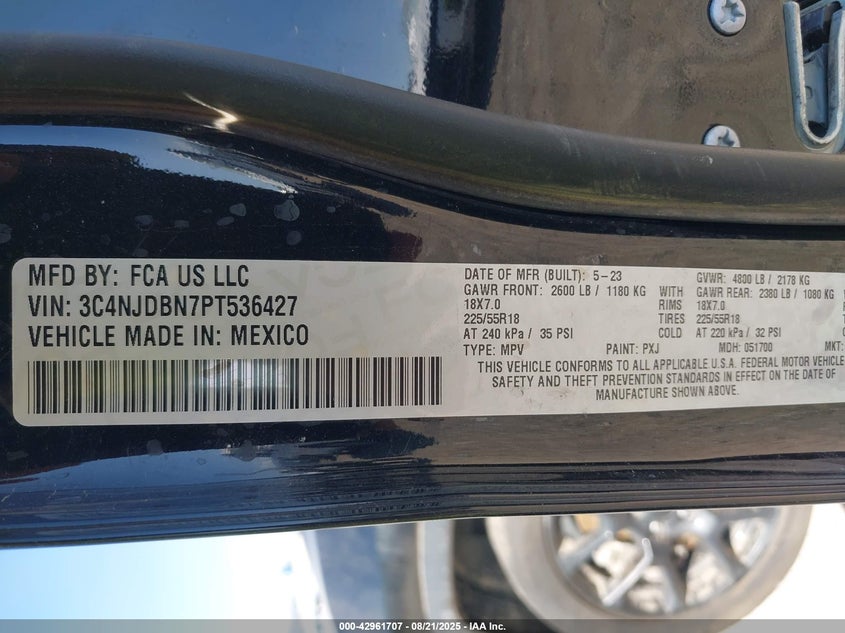 MFD BY: FCA US LLC
VIN: 3C4NJDBN7PT536427
VEHICLE MADE IN: MEXICO
DATE OF MFR (BUILT): 5-23 GVWR: 4800 LB / 2178 KG
GAWR FRONT: 2600 LB / 1180 KG WITH GAWR REAR: 2380 LB / 1080 KG
18X7.0 RIMS 18X7.0
225/55R18 TIRES 225/55R18
AT 240 kPa / 35 PSI COLD AT 220 kPa / 32 PSI
TYPE: MPV PAINT: PXJ MDH: 051700 MKT:
THIS VEHICLE CONFORMS TO ALL APPLICABLE U.S.A. FEDERAL MOTOR VEHICLE
SAFETY AND THEFT PREVENTION STANDARDS IN EFFECT ON THE DATE OF
MANUFACTURE SHOWN ABOVE.
000-42961707 - 08/21/2025 - IAA Inc.